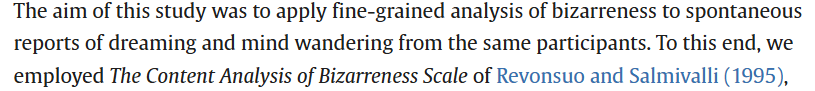 The aim of this study was to apply fine-grained analysis of bizarreness to spontaneous
reports of dreaming and mind wandering from the same participants. To this end, we
employed The Content Analysis of Bizarreness Scale of Revonsuo and Salmivalli (1995),